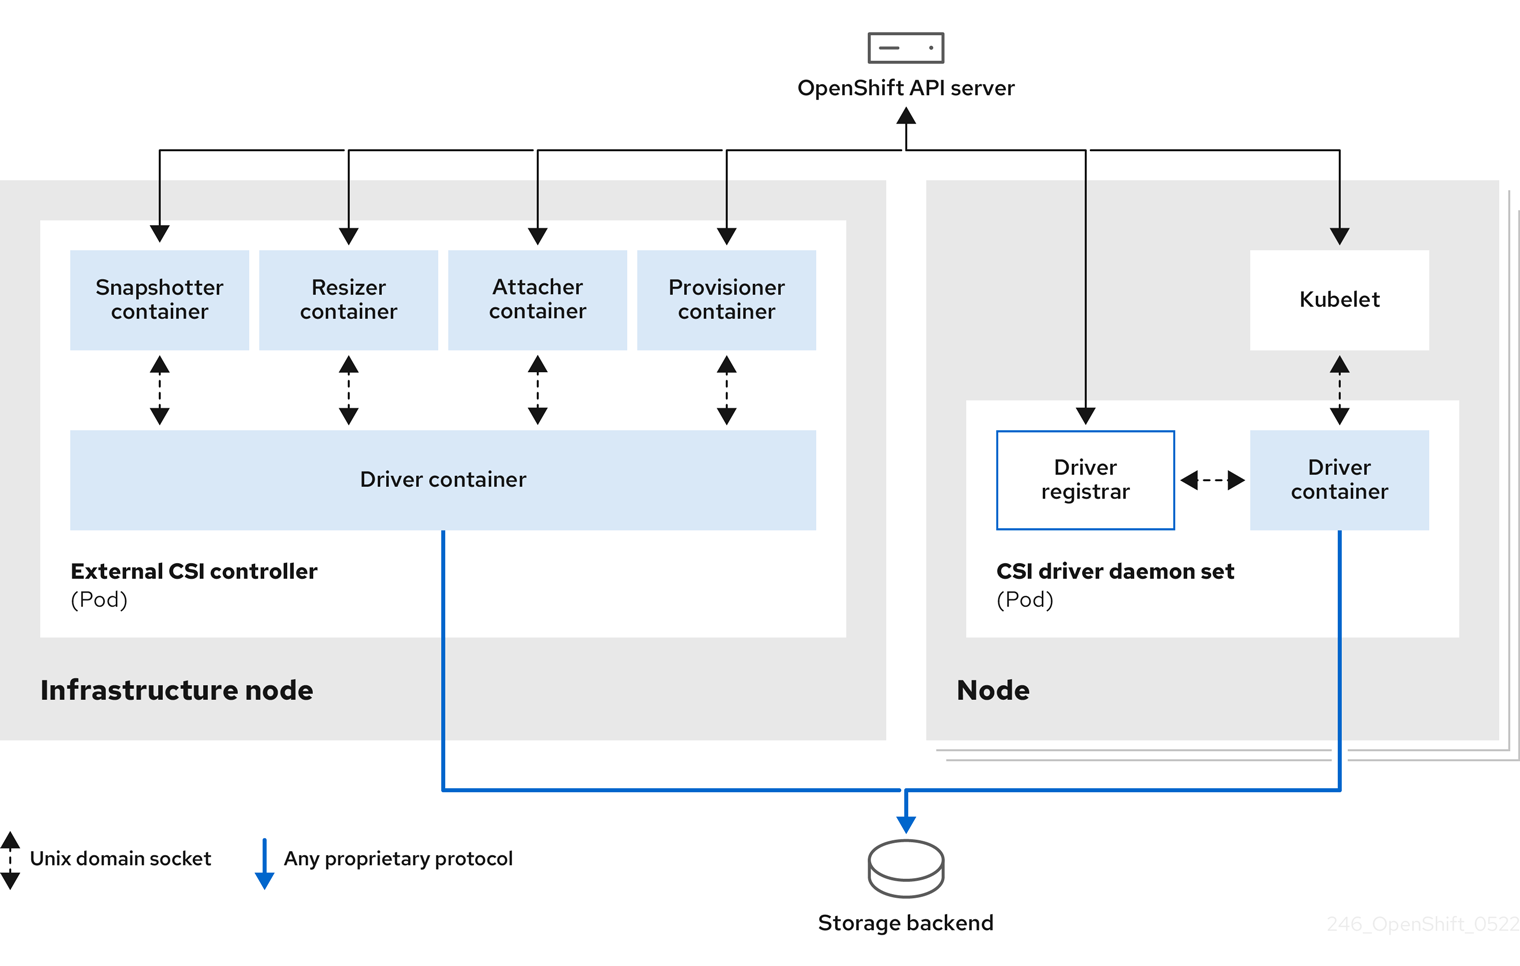 OpenShift API server
Snapshotter
container
Resizer
container
Attacher
container
Provisioner
container
Kubelet
Driver container
Driver
registrar
Driver
container
External CSI controller
(Pod)
CSI driver daemon set
(Pod)
Infrastructure node
Node
Unix domain socket
Any proprietary protocol
Storage backend
246_OpenShift_0522